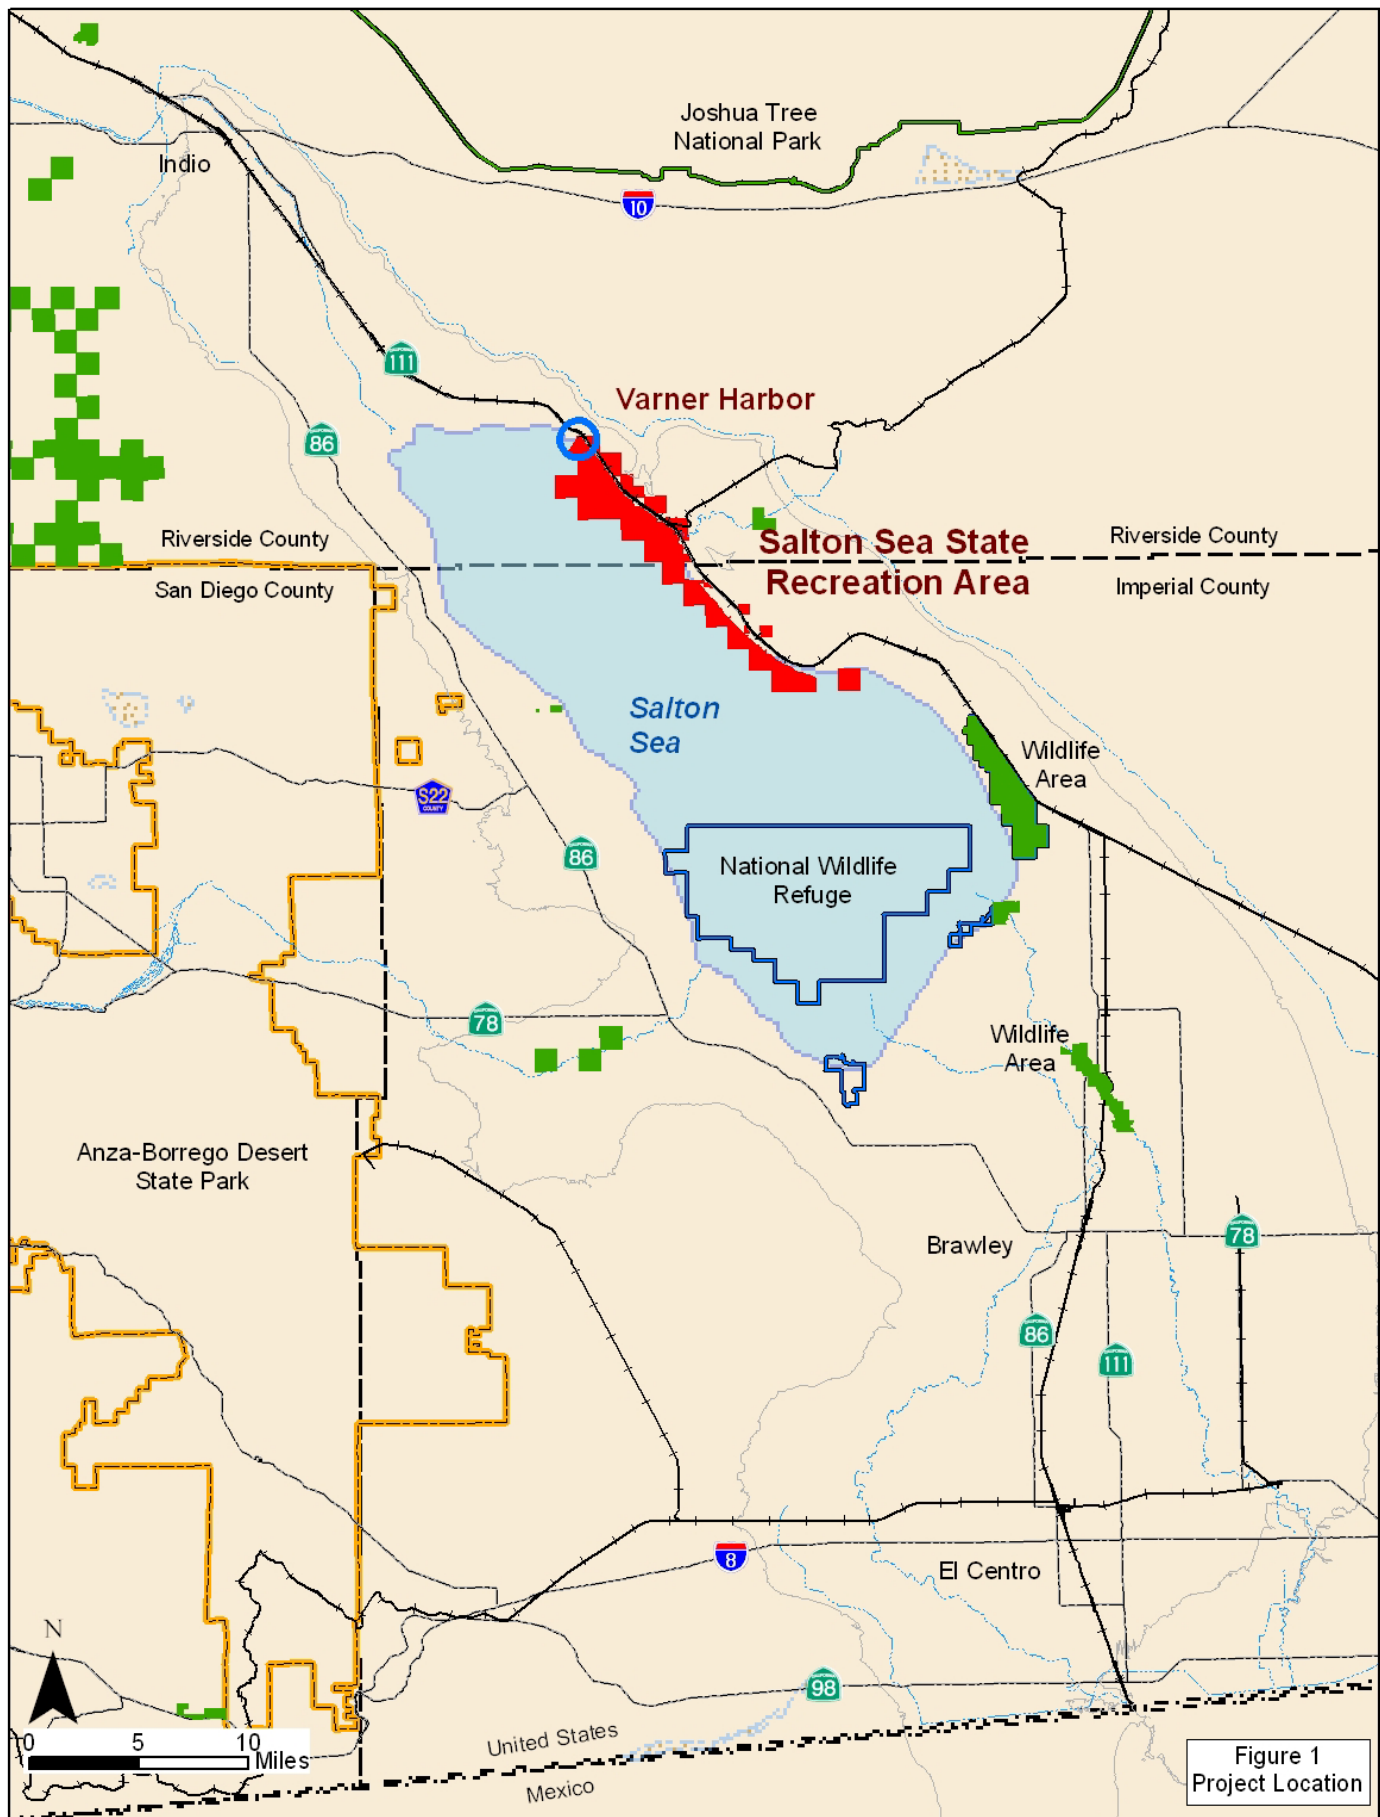 Joshua Tree
National Park
Indio
10
111
Varner Harbor
86
Riverside County
San Diego County
Salton Sea State
Recreation Area
Riverside County
Imperial County
Salton
Sea
Wildlife
Area
S22
COUNTY
86
National Wildlife
Refuge
78
Wildlife
Area
Anza-Borrego Desert
State Park
Brawley
78
86
111
8
El Centro
N
98
0 5 10
Miles
United States
Mexico
Figure 1
Project Location